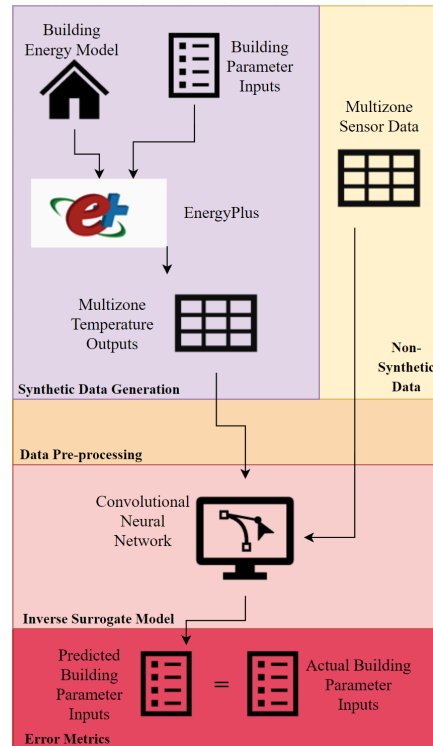 Building
Energy Model
Building
Parameter
Inputs
Multizone
Sensor Data
e+
EnergyPlus
Multizone
Temperature
Outputs
Synthetic Data Generation
Non-
Synthetic
Data
Data Pre-processing
Convolutional
Neural
Network
Inverse Surrogate Model
Predicted
Building
Parameter
Inputs
=
Actual Building
Parameter
Inputs
Error Metrics